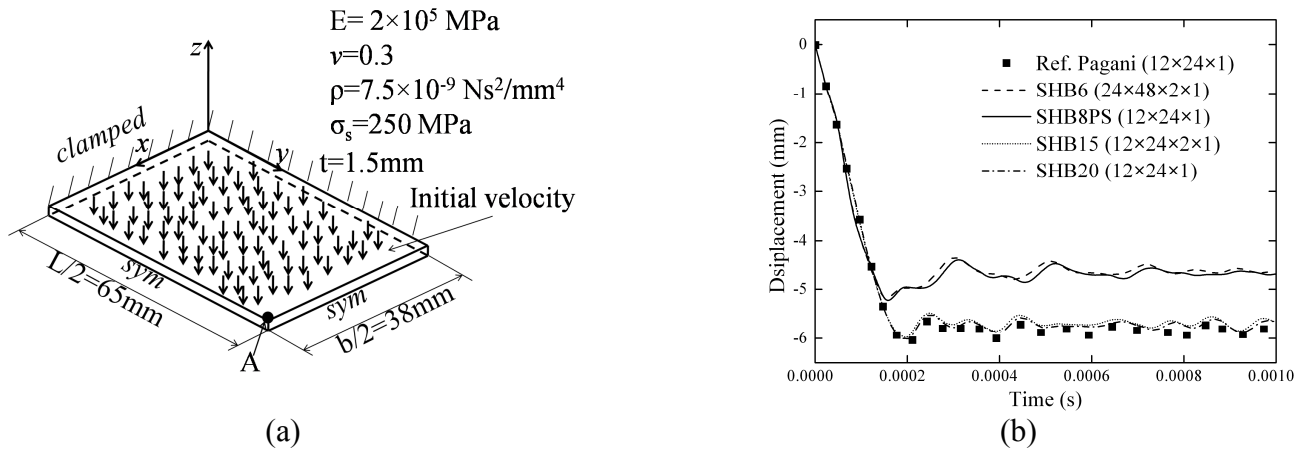 E= 2×10⁵ MPa
ν=0.3
ρ=7.5×10⁻⁹ Ns²/mm⁴
σₛ=250 MPa
t=1.5mm
z
clamped
x
y
Initial velocity
sym
sym
L/2=65mm
b/2=38mm
A
(a)
Dsiplacement (mm)
0
-1
-2
-3
-4
-5
-6
Ref. Pagani (12×24×1)
SHB6 (24×48×2×1)
SHB8PS (12×24×1)
SHB15 (12×24×2×1)
SHB20 (12×24×1)
0.0000 0.0002 0.0004 0.0006 0.0008 0.0010
Time (s)
(b)